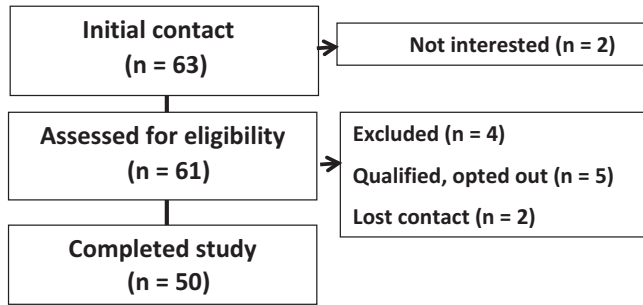 Initial contact
(n = 63)
Not interested (n = 2)
Assessed for eligibility
(n = 61)
Excluded (n = 4)
Qualified, opted out (n = 5)
Lost contact (n = 2)
Completed study
(n = 50)